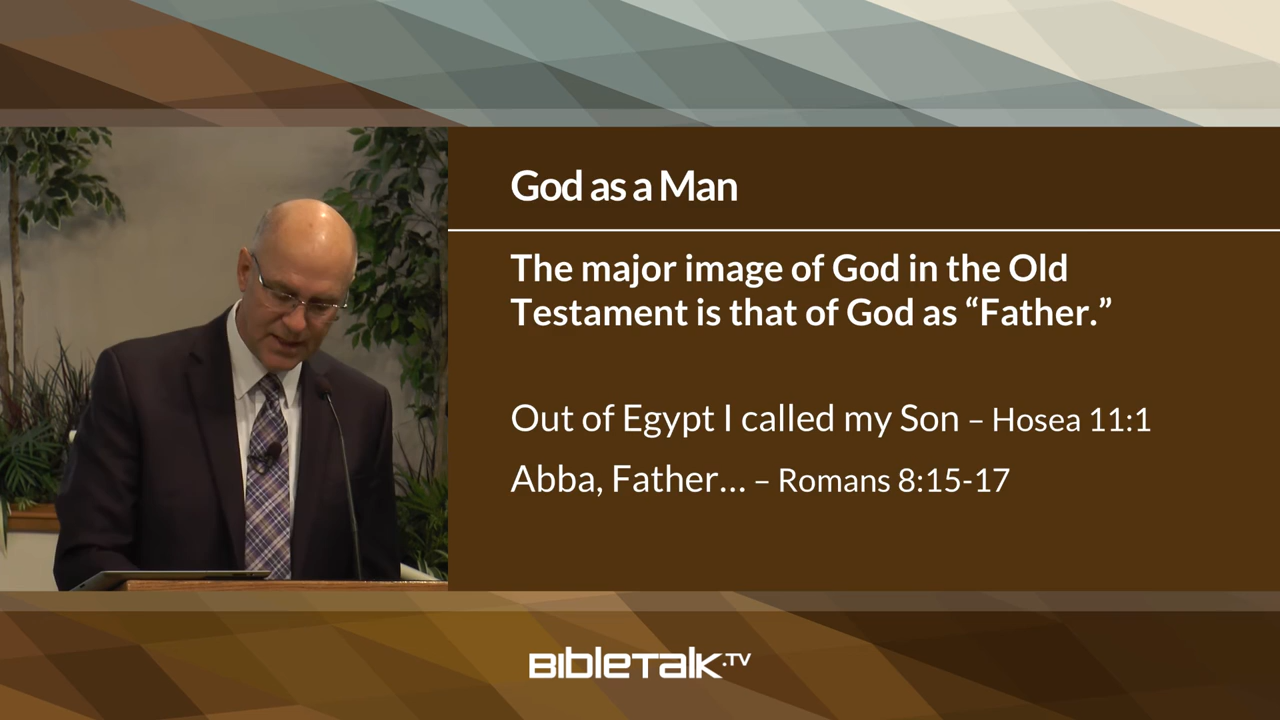 God as a Man
The major image of God in the Old
Testament is that of God as “Father.”
Out of Egypt I called my Son – Hosea 11:1
Abba, Father... – Romans 8:15-17
BIBLETALK.TV